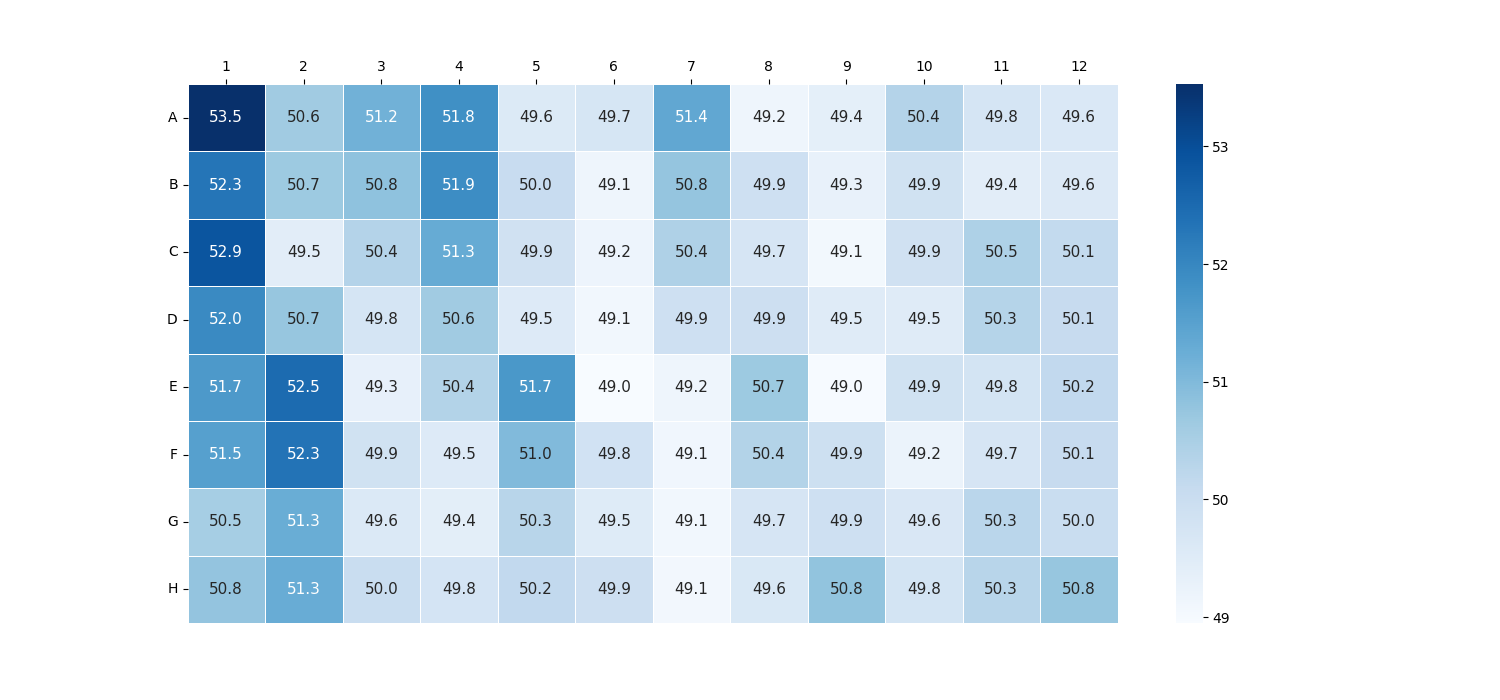 1 2 3 4 5 6 7 8 9 10 11 12
A 53.5 50.6 51.2 51.8 49.6 49.7 51.4 49.2 49.4 50.4 49.8 49.6
B 52.3 50.7 50.8 51.9 50.0 49.1 50.8 49.9 49.3 49.9 49.4 49.6
C 52.9 49.5 50.4 51.3 49.9 49.2 50.4 49.7 49.1 49.9 50.5 50.1
D 52.0 50.7 49.8 50.6 49.5 49.1 49.9 49.9 49.5 49.5 50.3 50.1
E 51.7 52.5 49.3 50.4 51.7 49.0 49.2 50.7 49.0 49.9 49.8 50.2
F 51.5 52.3 49.9 49.5 51.0 49.8 49.1 50.4 49.9 49.2 49.7 50.1
G 50.5 51.3 49.6 49.4 50.3 49.5 49.1 49.7 49.9 49.6 50.3 50.0
H 50.8 51.3 50.0 49.8 50.2 49.9 49.1 49.6 50.8 49.8 50.3 50.8
53
52
51
50
49